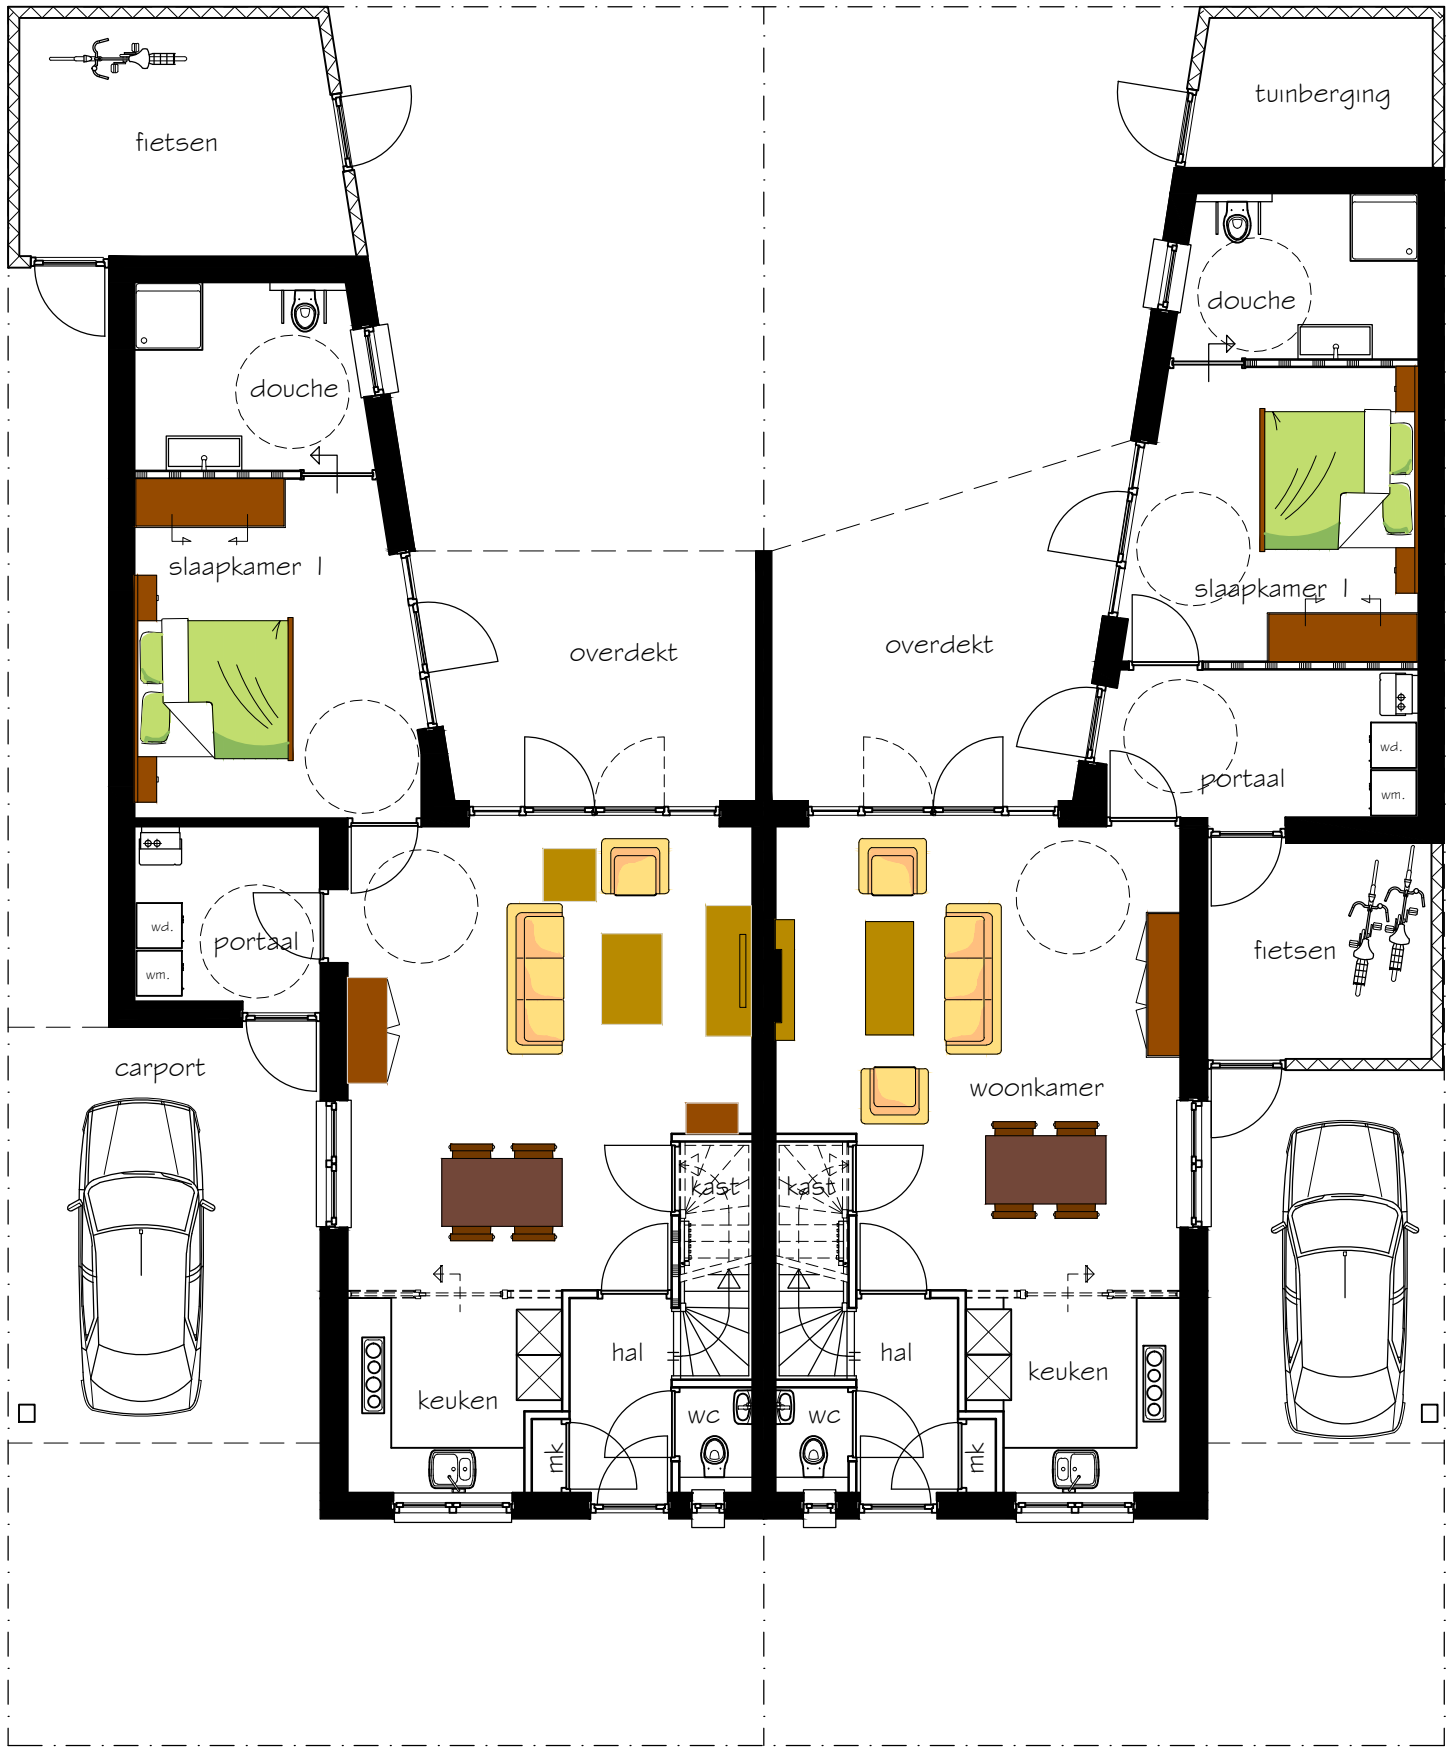 tuinberging
fietsen
douche
douche
slaapkamer 1
slaapkamer 1
overdekt
overdekt
wd.
portaal
wm.
wd.
portaal
wm.
fietsen
carport
woonkamer
kast
kast
hal
hal
keuken
keuken
wc
wc
mk
mk